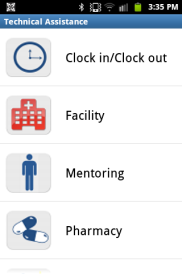 3:35 PM
Technical Assistance
Clock in/Clock out
Facility
Mentoring
Pharmacy